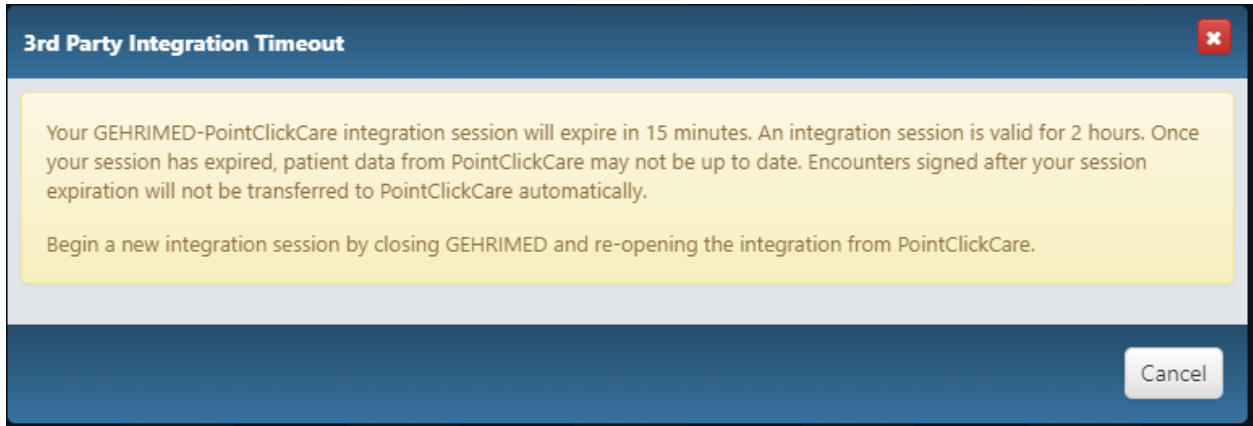 3rd Party Integration Timeout
Your GEHRIMED-PointClickCare integration session will expire in 15 minutes. An integration session is valid for 2 hours. Once
your session has expired, patient data from PointClickCare may not be up to date. Encounters signed after your session
expiration will not be transferred to PointClickCare automatically.
Begin a new integration session by closing GEHRIMED and re-opening the integration from PointClickCare.
Cancel